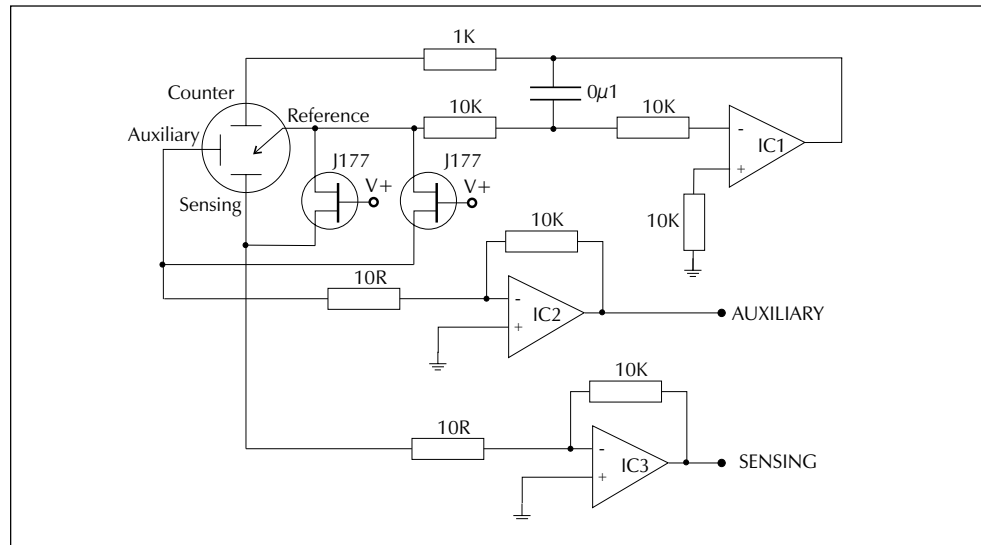 1K
Counter
0µ1
Reference
10K
10K
Auxiliary
-
IC1
+
J177
J177
V+
V+
Sensing
10K
10K
10R
-
IC2
+
AUXILIARY
10K
10R
-
IC3
+
SENSING